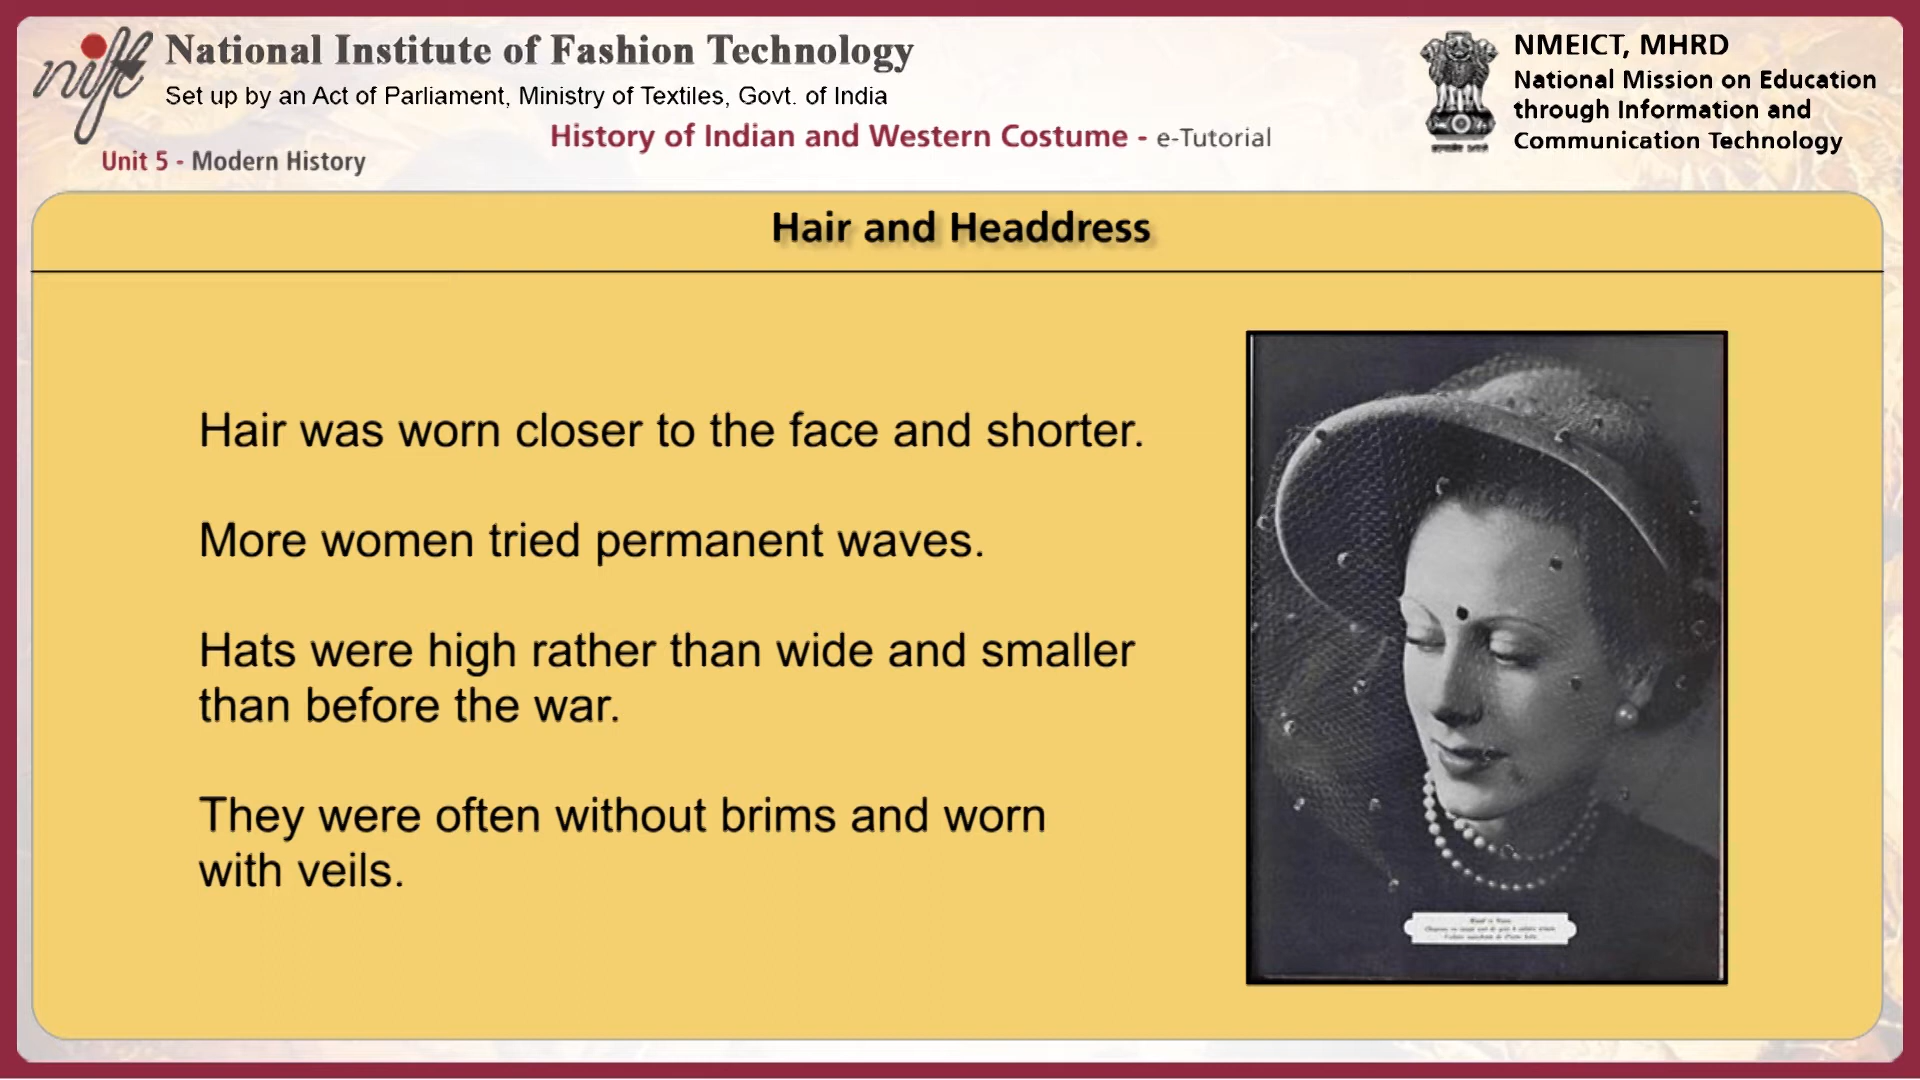 nift
National Institute of Fashion Technology
Set up by an Act of Parliament, Ministry of Textiles, Govt. of India
History of Indian and Western Costume - e-Tutorial
Unit 5 - Modern History
NMEICT, MHRD
National Mission on Education
through Information and
Communication Technology
Hair and Headdress
Hair was worn closer to the face and shorter.
More women tried permanent waves.
Hats were high rather than wide and smaller
than before the war.
They were often without brims and worn
with veils.